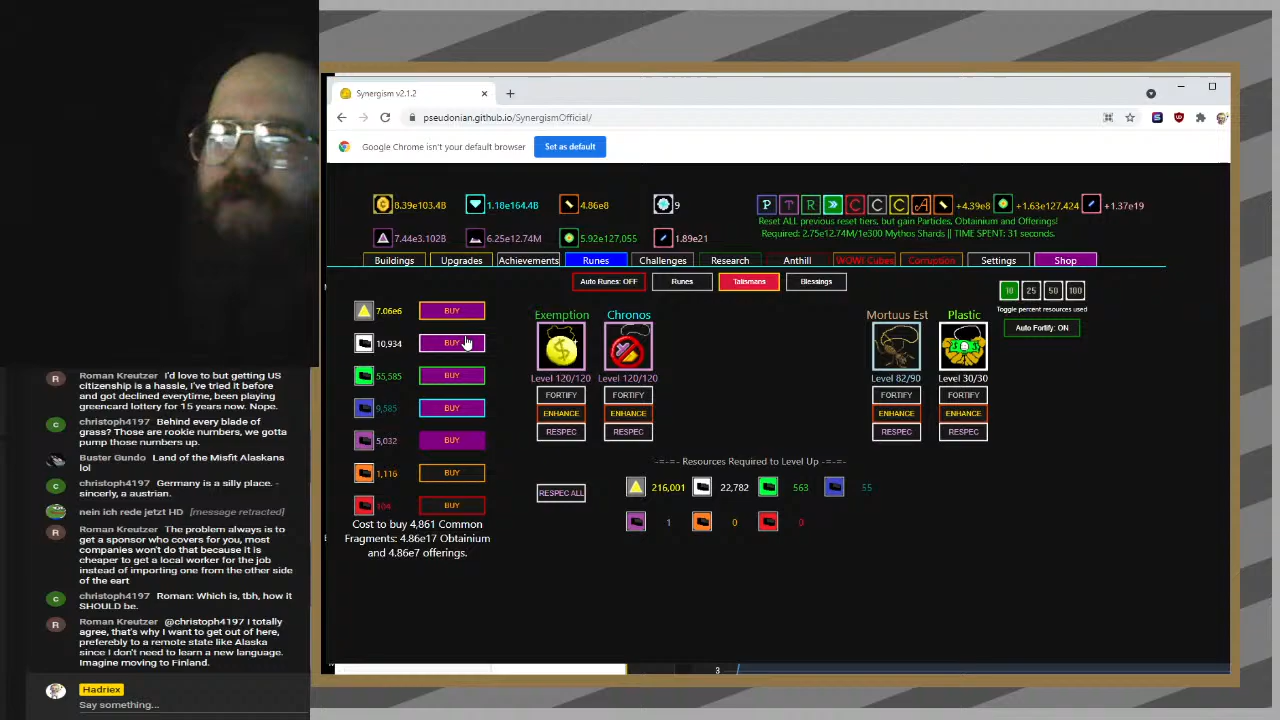 Synergism v2.1.2
pseudonian.github.io/SynergismOfficial/
Google Chrome isn't your default browser
Set as default
8.39e103.4B
1.18e164.4B
4.86e8
9
P T R C C C A +4.39e8 +1.63e127,424 +1.37e19
Reset ALL previous reset tiers, but gain Particles, Obtainium and Offerings!
Required: 2.75e12.74M/1e300 Mythos Shards || TIME SPENT: 31 seconds.
7.44e3.102B
6.25e12.74M
5.92e127,055
1.89e21
Buildings Upgrades Achievements Runes Challenges Research Anthill WOW! Cubes Corruption Settings Shop
Auto Runes: OFF Runes Talismans Blessings
10 25 50 100
Toggle percent resources used
Auto Fortify: ON
7.06e6 BUY
10,934 BUY
55,585 BUY
9,585 BUY
5,032 BUY
1,116 BUY
104 BUY
Cost to buy 4,861 Common
Fragments: 4.86e17 Obtainium
and 4.86e7 offerings.
Exemption Chronos Mortuus Est Plastic
Level 120/120 Level 120/120 Level 82/90 Level 30/30
FORTIFY FORTIFY FORTIFY FORTIFY
ENHANCE ENHANCE ENHANCE ENHANCE
RESPEC RESPEC RESPEC RESPEC
-=-=- Resources Required to Level Up -=-=-
RESPEC ALL
216,001 22,782 563 55
1 0 0
3
Roman Kreutzer I'd love to but getting US
citizenship is a hassle, I've tried it before
and got declined everytime, been playing
greencard lottery for 15 years now. Nope.
christoph4197 Behind every blade of
grass? Those are rookie numbers, we gotta
pump those numbers up.
Buster Gundo Land of the Misfit Alaskans
lol
christoph4197 Germany is a silly place. -
sincerly, a austrian.
nein ich rede jetzt HD [message retracted]
Roman Kreutzer The problem always is to
get a sponsor who covers for you, most
companies won't do that because it is
cheaper to get a local worker for the job
instead of importing one from the other side
of the eart
christoph4197 Roman: Which is, tbh, how it
SHOULD be.
Roman Kreutzer @christoph4197 I totally
agree, that's why I want to get out of here,
preferebly to a remote state like Alaska
since I don't need to learn a new language.
Imagine moving to Finland.
Hadriex
Say something...